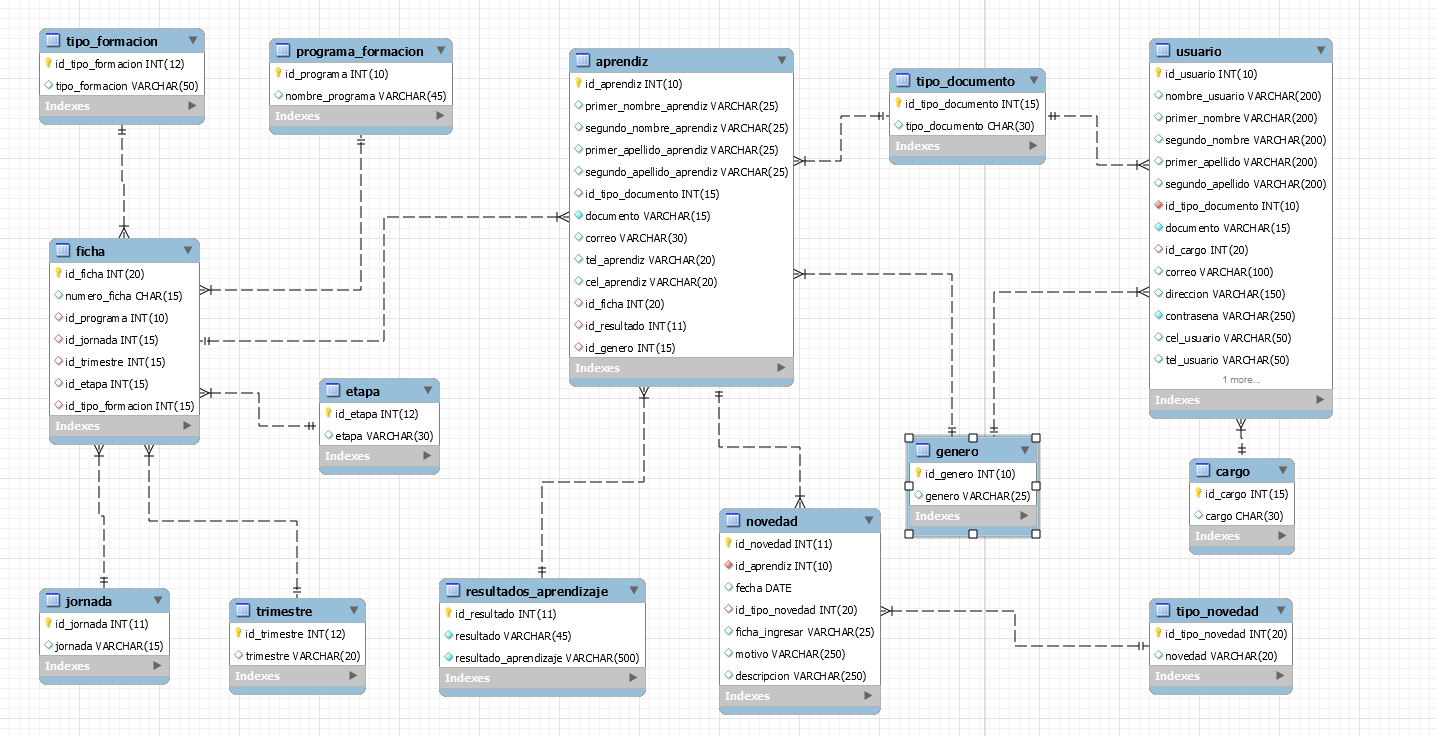 tipo_formacion
id_tipo_formacion INT(12)
tipo_formacion VARCHAR(50)
Indexes
programa_formacion
id_programa INT(10)
nombre_programa VARCHAR(45)
Indexes
aprendiz
id_aprendiz INT(10)
primer_nombre_aprendiz VARCHAR(25)
segundo_nombre_aprendiz VARCHAR(25)
primer_apellido_aprendiz VARCHAR(25)
segundo_apellido_aprendiz VARCHAR(25)
id_tipo_documento INT(15)
documento VARCHAR(15)
correo VARCHAR(30)
tel_aprendiz VARCHAR(20)
cel_aprendiz VARCHAR(20)
id_ficha INT(20)
id_resultado INT(11)
id_genero INT(15)
Indexes
tipo_documento
id_tipo_documento INT(15)
tipo_documento CHAR(30)
Indexes
usuario
id_usuario INT(10)
nombre_usuario VARCHAR(200)
primer_nombre VARCHAR(200)
segundo_nombre VARCHAR(200)
primer_apellido VARCHAR(200)
segundo_apellido VARCHAR(200)
id_tipo_documento INT(10)
documento VARCHAR(15)
id_cargo INT(20)
correo VARCHAR(100)
direccion VARCHAR(150)
contrasena VARCHAR(250)
cel_usuario VARCHAR(50)
tel_usuario VARCHAR(50)
1 more...
Indexes
ficha
id_ficha INT(20)
numero_ficha CHAR(15)
id_programa INT(10)
id_jornada INT(15)
id_trimestre INT(15)
id_etapa INT(15)
id_tipo_formacion INT(15)
Indexes
etapa
id_etapa INT(12)
etapa VARCHAR(30)
Indexes
genero
id_genero INT(10)
genero VARCHAR(25)
Indexes
cargo
id_cargo INT(15)
cargo CHAR(30)
Indexes
novedad
id_novedad INT(11)
id_aprendiz INT(10)
fecha DATE
id_tipo_novedad INT(20)
ficha_ingresar VARCHAR(25)
motivo VARCHAR(250)
descripcion VARCHAR(250)
Indexes
jornada
id_jornada INT(11)
jornada VARCHAR(15)
Indexes
trimestre
id_trimestre INT(12)
trimestre VARCHAR(20)
Indexes
resultados_aprendizaje
id_resultado INT(11)
resultado VARCHAR(45)
resultado_aprendizaje VARCHAR(500)
Indexes
tipo_novedad
id_tipo_novedad INT(20)
novedad VARCHAR(20)
Indexes